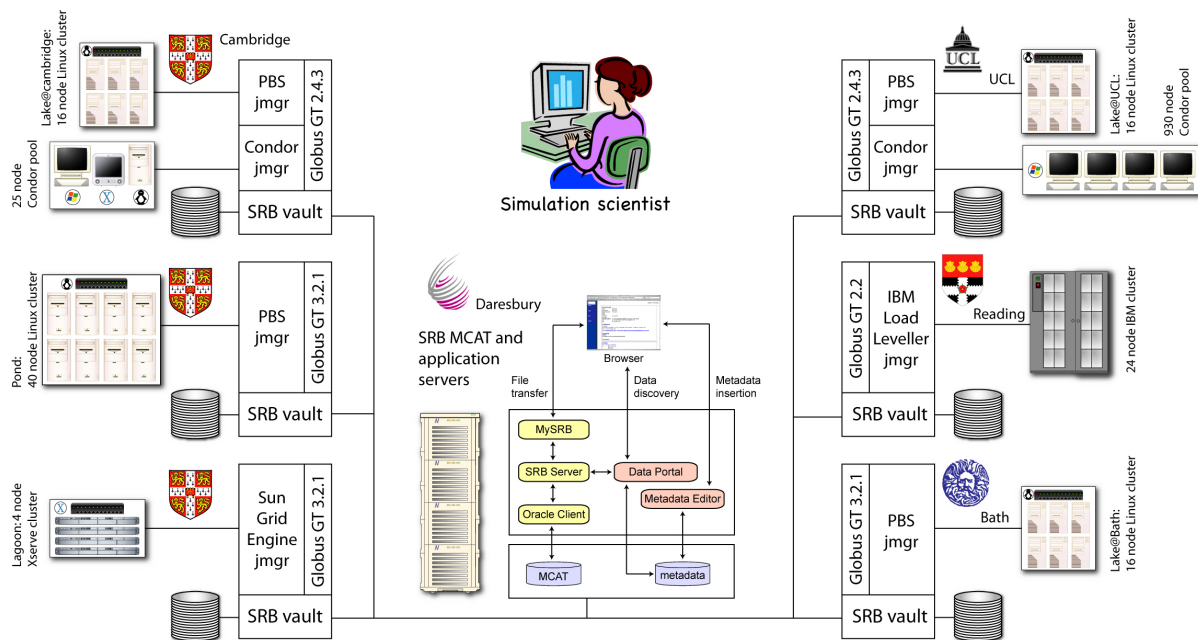 Lake@cambridge:
16 node Linux cluster
Cambridge
PBS
jmgr
Condor
jmgr
Globus GT 2.4.3
SRB vault
25 node
Condor pool
Simulation scientist
UCL
UCL
Globus GT 2.4.3
PBS
jmgr
Condor
jmgr
SRB vault
Lake@UCL:
16 node Linux cluster
930 node
Condor pool
Pond:
40 node Linux cluster
PBS
jmgr
Globus GT 3.2.1
SRB vault
Daresbury
SRB MCAT and
application
servers
Browser
File
transfer
Data
discovery
Metadata
insertion
MySRB
SRB Server
Data Portal
Metadata Editor
Oracle Client
MCAT
metadata
Globus GT 2.2
IBM
Load
Leveller
jmgr
SRB vault
Reading
24 node IBM cluster
Lagoon: 4 node
Xserve cluster
Sun
Grid
Engine
jmgr
Globus GT 3.2.1
SRB vault
Globus GT 3.2.1
PBS
jmgr
SRB vault
Bath
Lake@Bath:
16 node Linux cluster